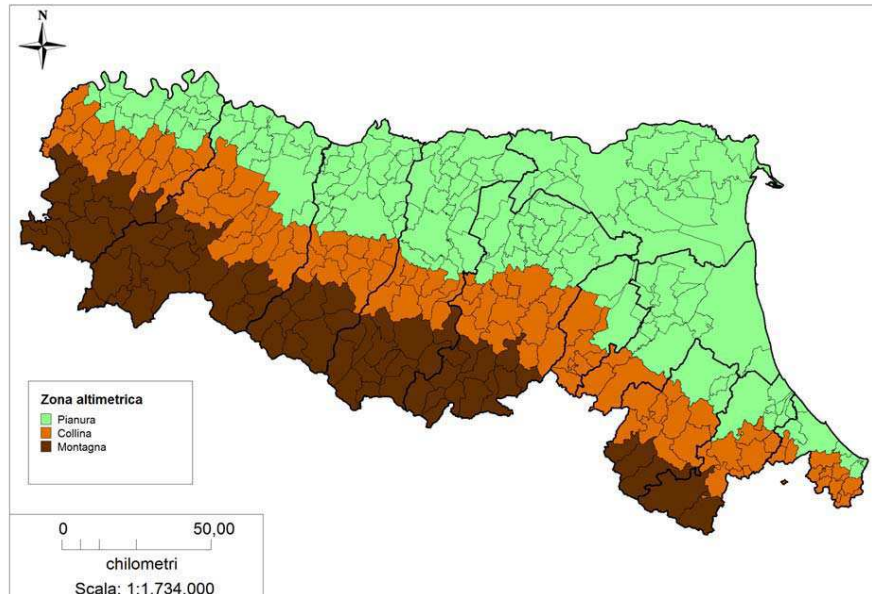 N
Zona altimetrica
Pianura
Collina
Montagna
0 50,00
chilometri
Scala: 1:1.734.000